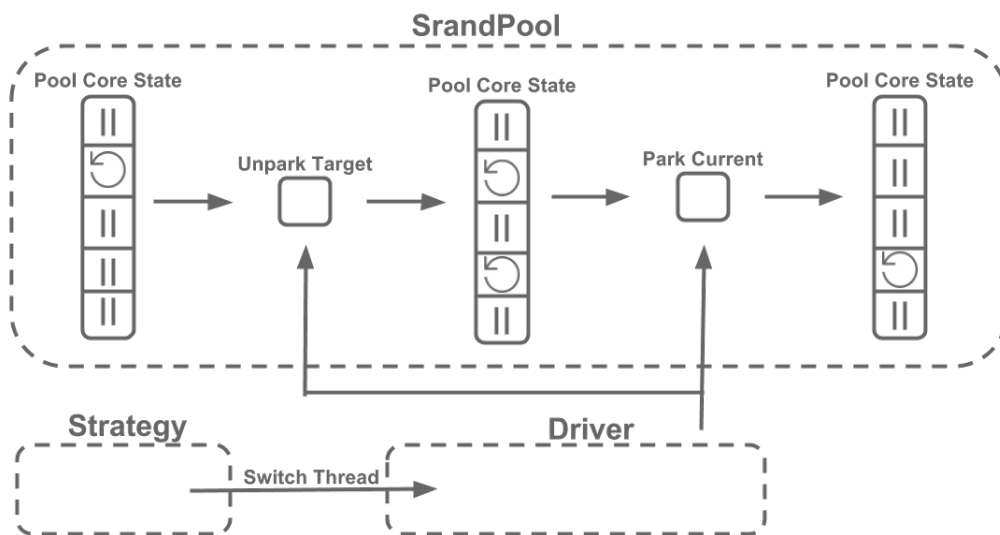 SrandPool
Pool Core State
Pool Core State
Pool Core State
Unpark Target
Park Current
Strategy
Driver
Switch Thread